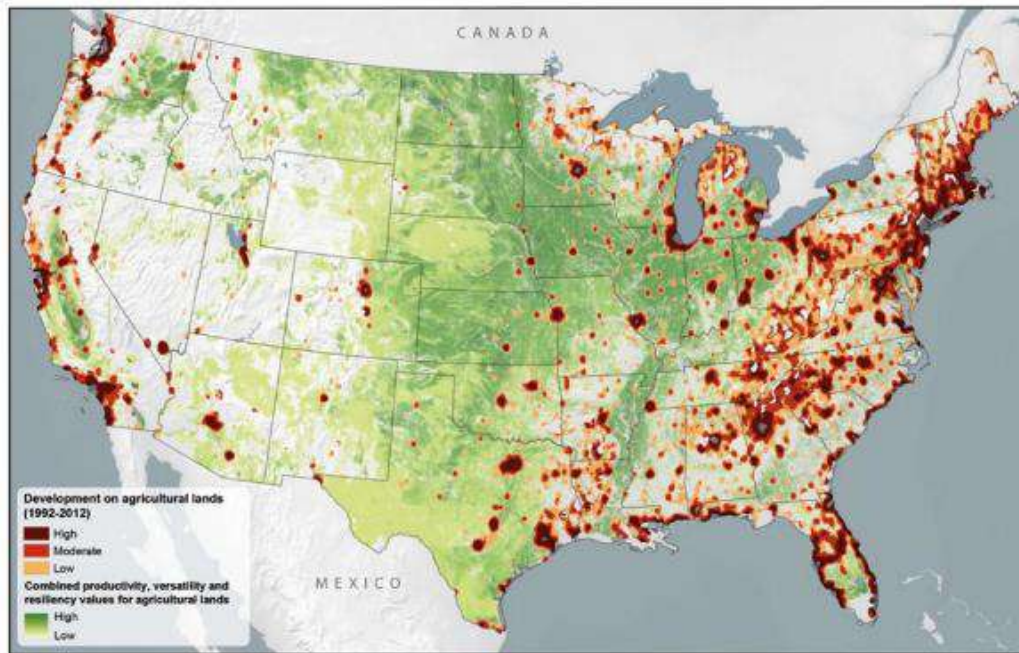 CANADA
Development on agricultural lands
(1992-2012)
High
Moderate
Low
Combined productivity, versatility and
resiliency values for agricultural lands
High
Low
MEXICO